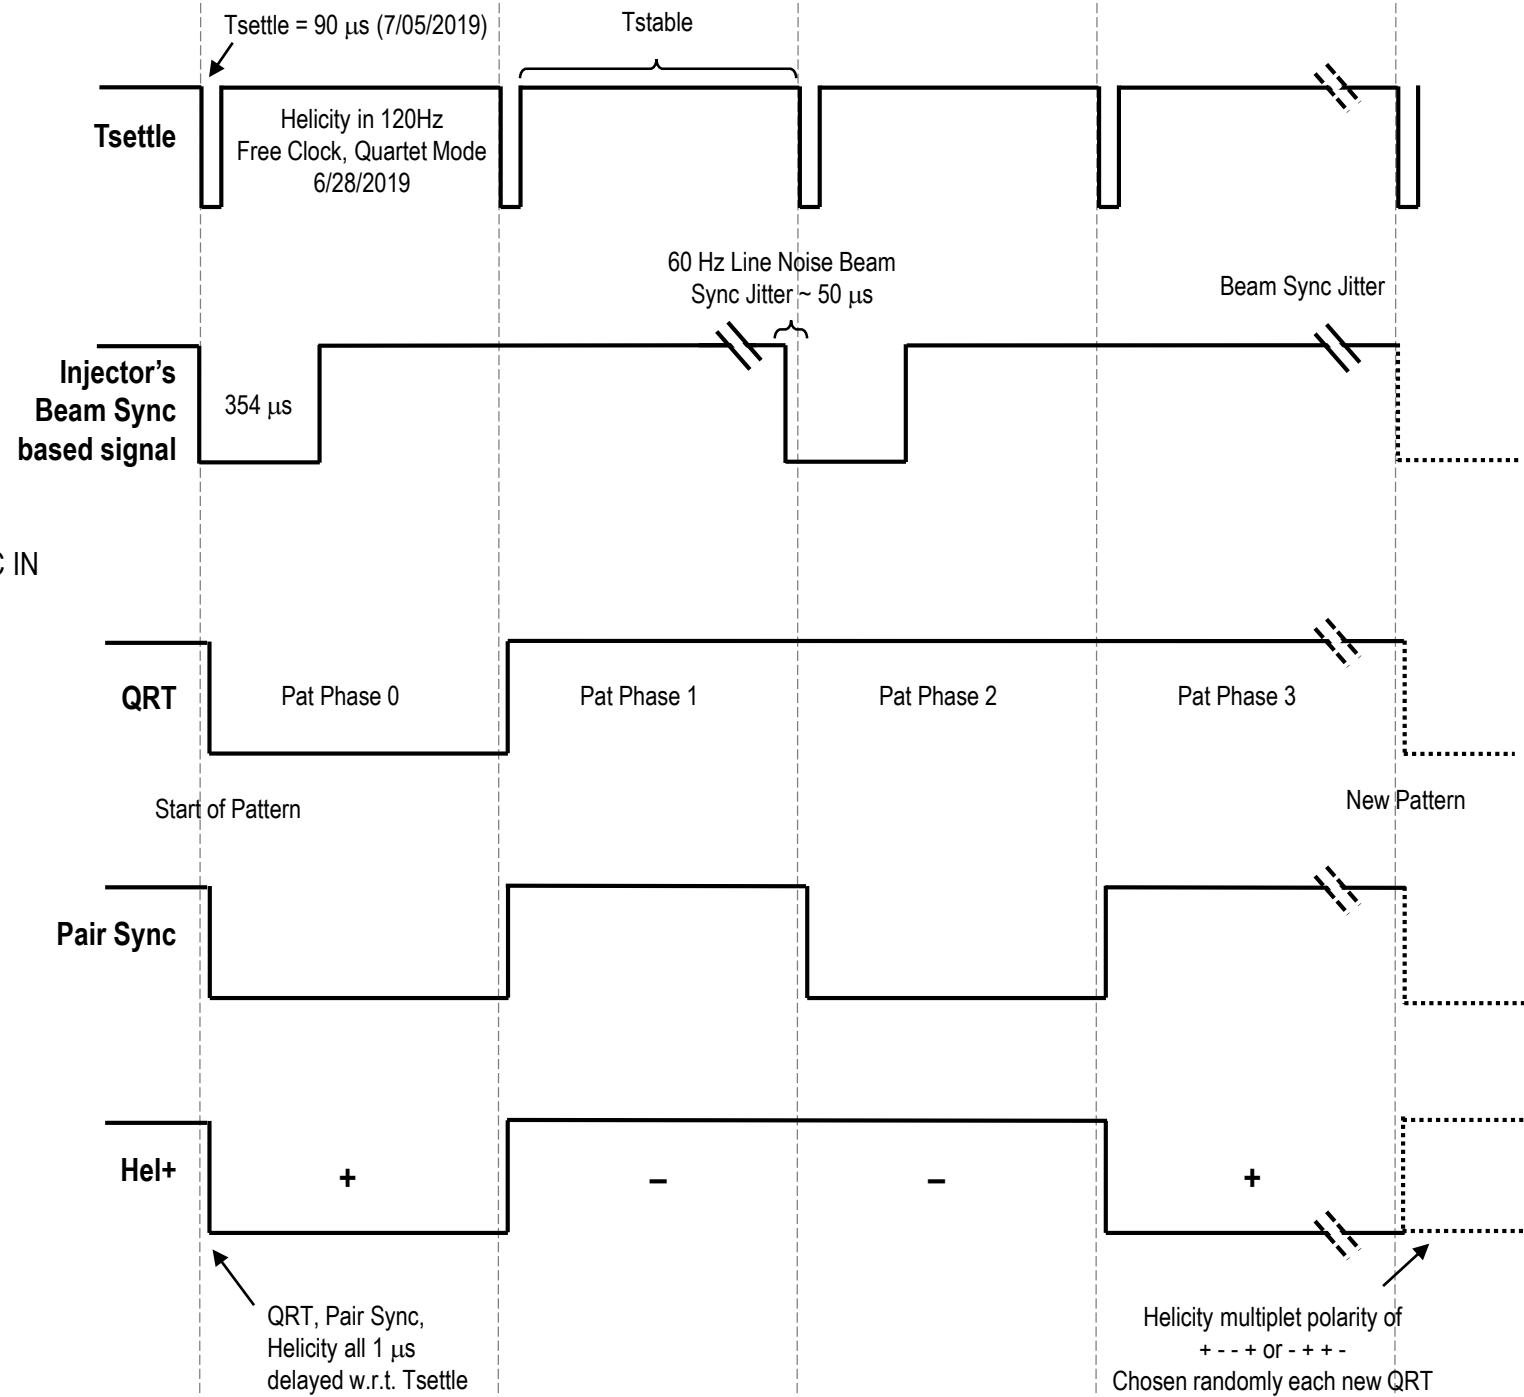 Tsettle = 90 μs (7/05/2019)
Tstable
Tsettle
Helicity in 120Hz
Free Clock, Quartet Mode
6/28/2019
60 Hz Line Noise Beam
Sync Jitter ~ 50 μs
Beam Sync Jitter
Injector's
Beam Sync
based signal
354 μs
C IN
QRT
Pat Phase 0
Pat Phase 1
Pat Phase 2
Pat Phase 3
Start of Pattern
New Pattern
Pair Sync
Hel+
+
–
–
+
QRT, Pair Sync,
Helicity all 1 μs
delayed w.r.t. Tsettle
Helicity multiplet polarity of
+ - - + or - + + -
Chosen randomly each new QRT